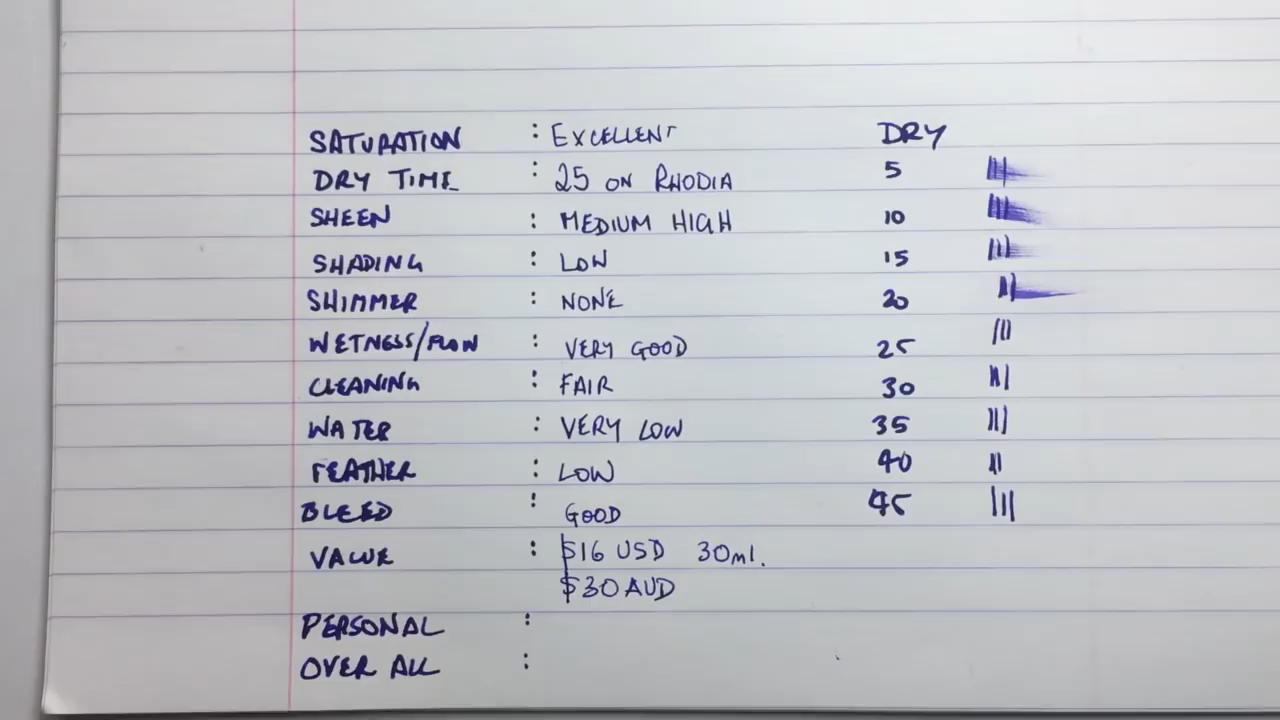 SATURATION : EXCELLENT DRY
DRY TIME : 25 ON RHODIA 5
SHEEN : MEDIUM HIGH 10
SHADING : LOW 15
SHIMMER : NONE 20
WETNESS/FLOW : VERY GOOD 25
CLEANING : FAIR 30
WATER : VERY LOW 35
FEATHER : LOW 40
BLEED : GOOD 45
VALUE : $16 USD 30ml.
$30 AUD
PERSONAL :
OVER ALL :